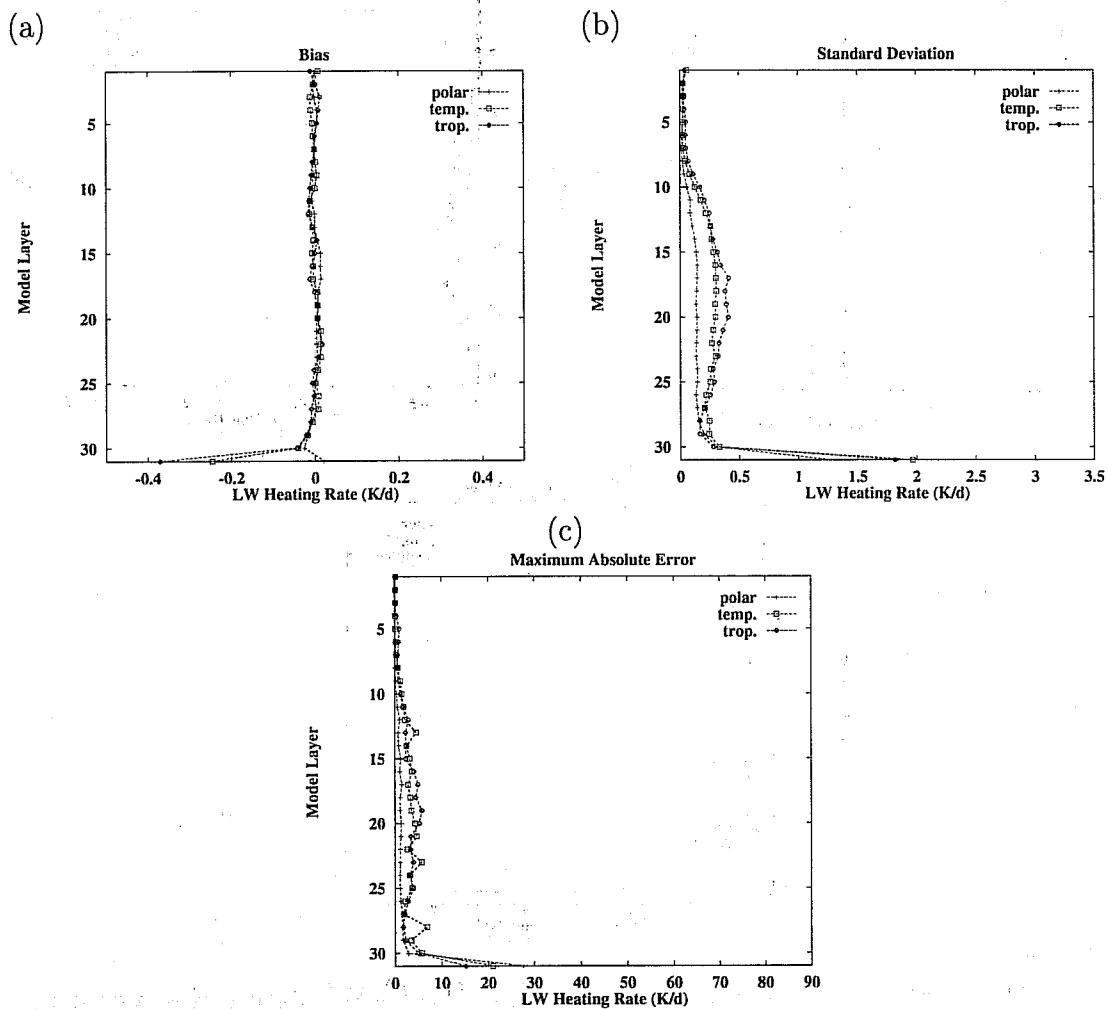 (a)
Bias
polar
temp.
trop.
5
10
15
20
25
30
Model Layer
-0.4
-0.2
0
0.2
0.4
LW Heating Rate (K/d)
(b)
Standard Deviation
polar
temp.
trop.
5
10
15
20
25
30
Model Layer
0
0.5
1
1.5
2
2.5
3
3.5
LW Heating Rate (K/d)
(c)
Maximum Absolute Error
polar
temp.
trop.
5
10
15
20
25
30
Model Layer
0
10
20
30
40
50
60
70
80
90
LW Heating Rate (K/d)